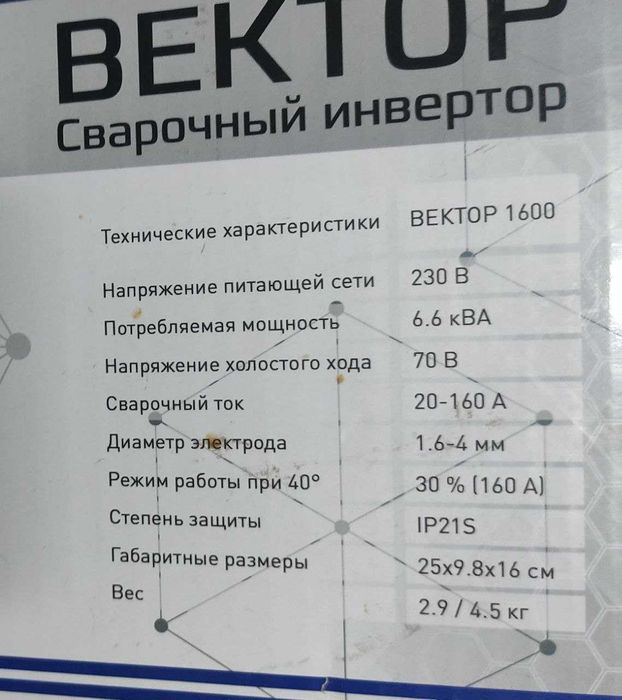 ВЕКТОР
Сварочный инвертор
Технические характеристики ВЕКТОР 1600
Напряжение питающей сети 230 В
Потребляемая мощность 6.6 кВА
Напряжение холостого хода 70 В
Сварочный ток 20-160 А
Диаметр электрода 1.6-4 мм
Режим работы при 40° 30 % (160 А)
Степень защиты IP21S
Габаритные размеры 25х9.8х16 см
Вес 2.9 / 4.5 кг